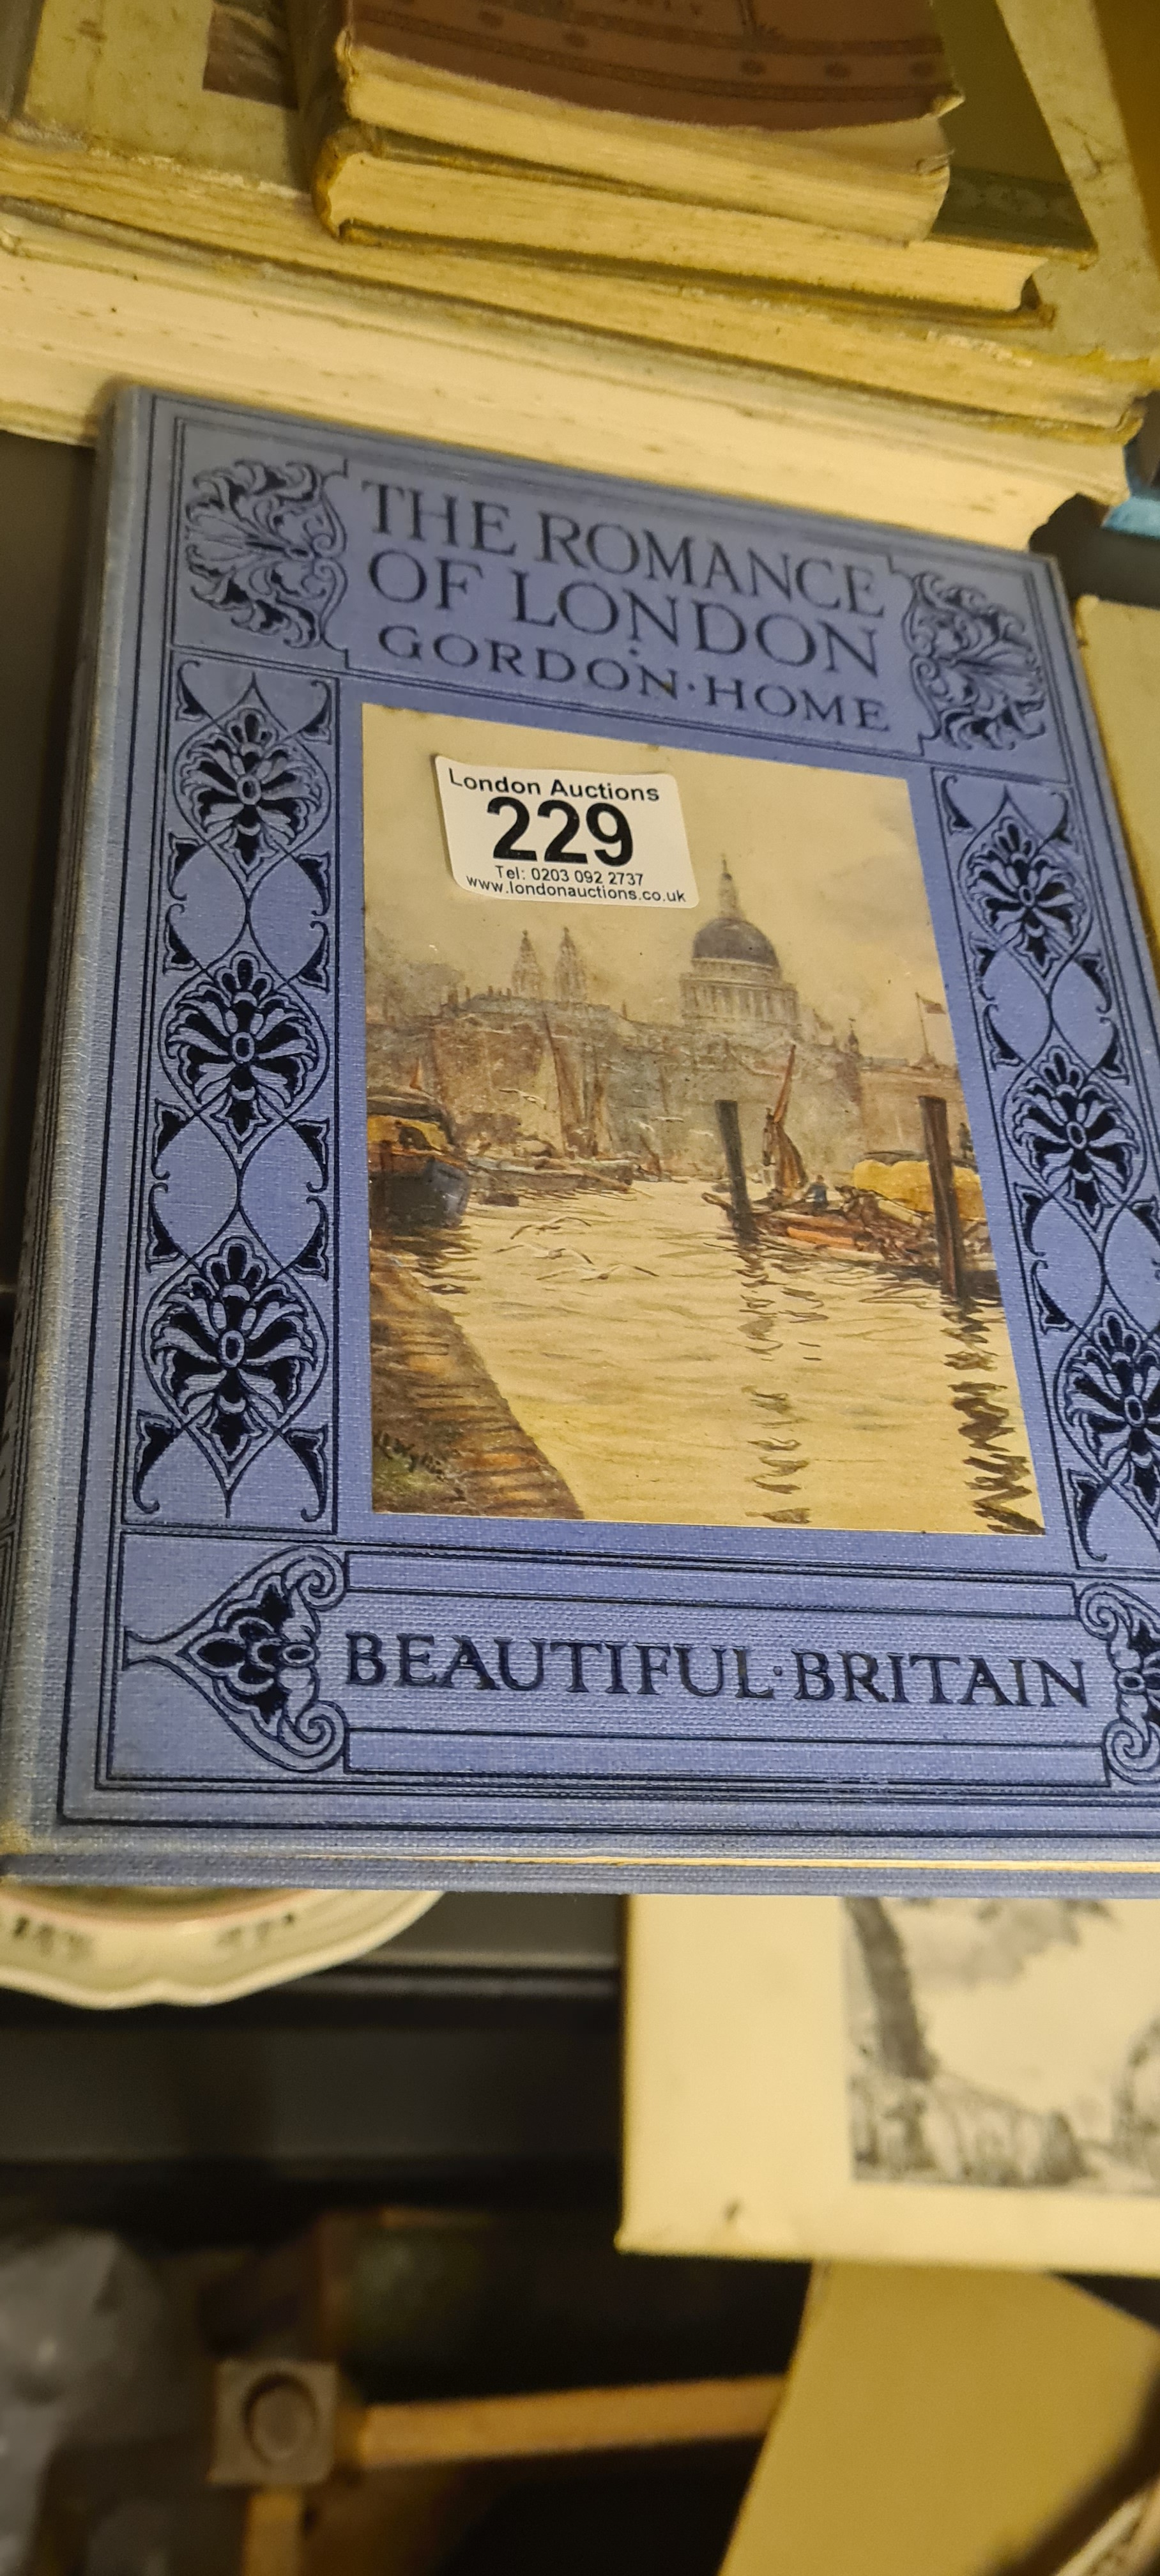 THE ROMANCE
OF LONDON
GORDON·HOME
London Auctions
229
Tel: 0203 092 2737
www.londonauctions.co.uk
BEAUTIFUL·BRITAIN